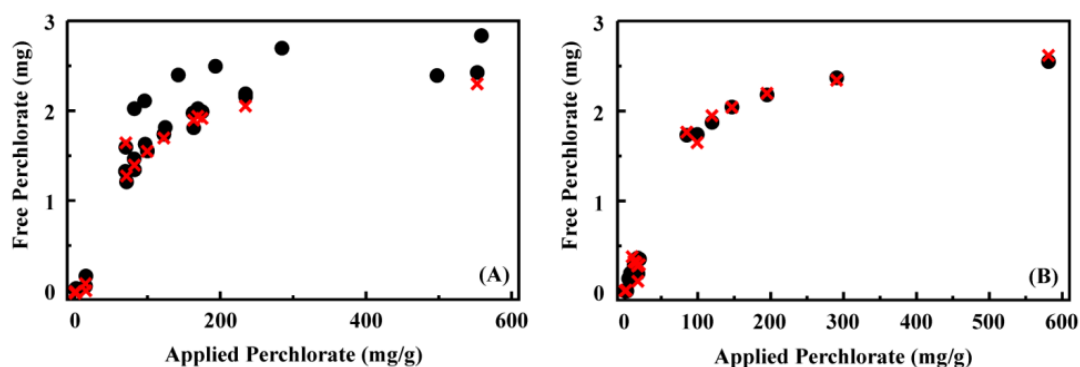 3
2
1
0
Free Perchlorate (mg)
(A)
0 200 400 600
Applied Perchlorate (mg/g)
3
2
1
0
Free Perchlorate (mg)
(B)
0 100 200 300 400 500 600
Applied Perchlorate (mg/g)